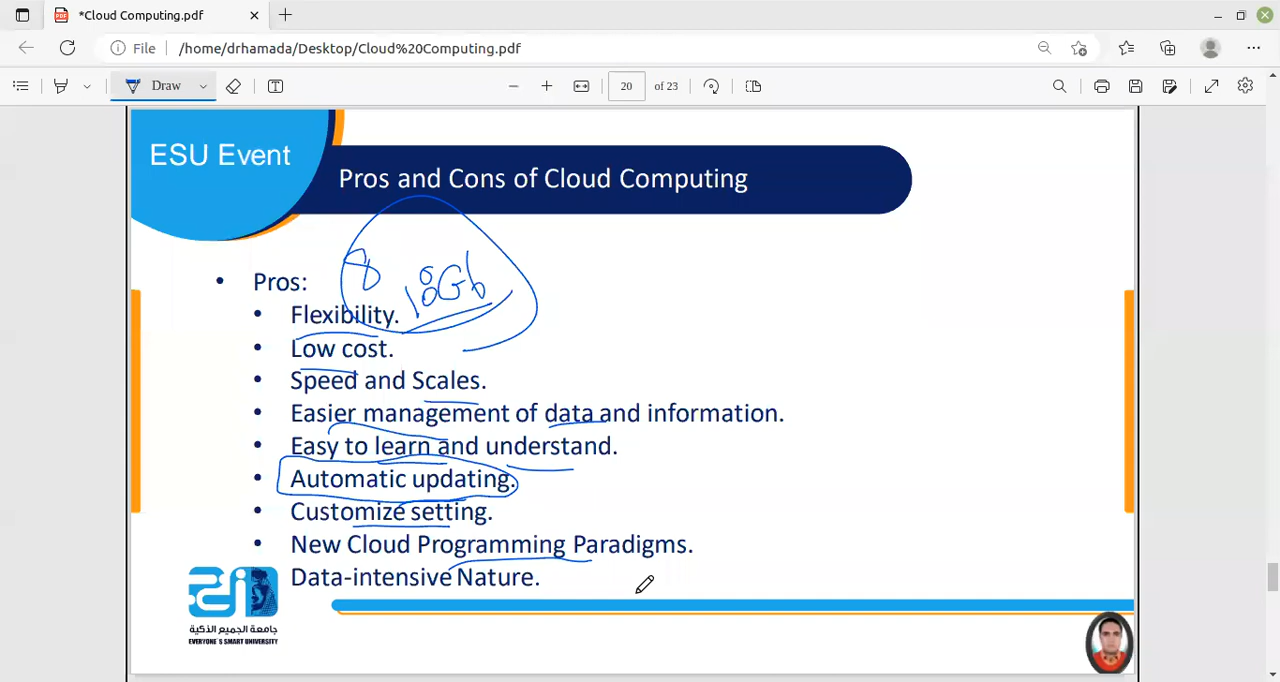 *Cloud Computing.pdf
File /home/drhamada/Desktop/Cloud%20Computing.pdf
Draw 20 of 23
ESU Event
Pros and Cons of Cloud Computing
8
Gb
• Pros:
• Flexibility.
• Low cost.
• Speed and Scales.
• Easier management of data and information.
• Easy to learn and understand.
• Automatic updating.
• Customize setting.
• New Cloud Programming Paradigms.
Data-intensive Nature.
جامعة الجميع الذكية
EVERYONE'S SMART UNIVERSITY